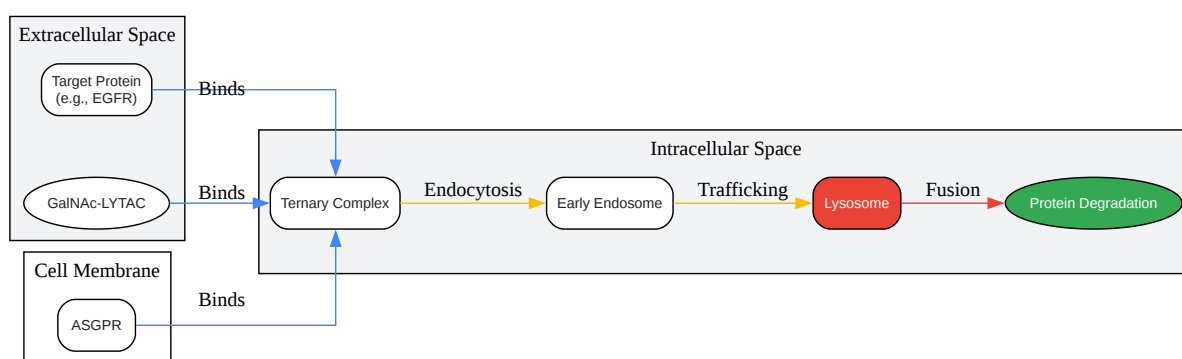 Extracellular Space
Target Protein
(e.g., EGFR)
Binds
GalNAc-LYTAC
Binds
Cell Membrane
ASGPR
Binds
Intracellular Space
Ternary Complex
Endocytosis
Early Endosome
Trafficking
Lysosome
Fusion
Protein Degradation